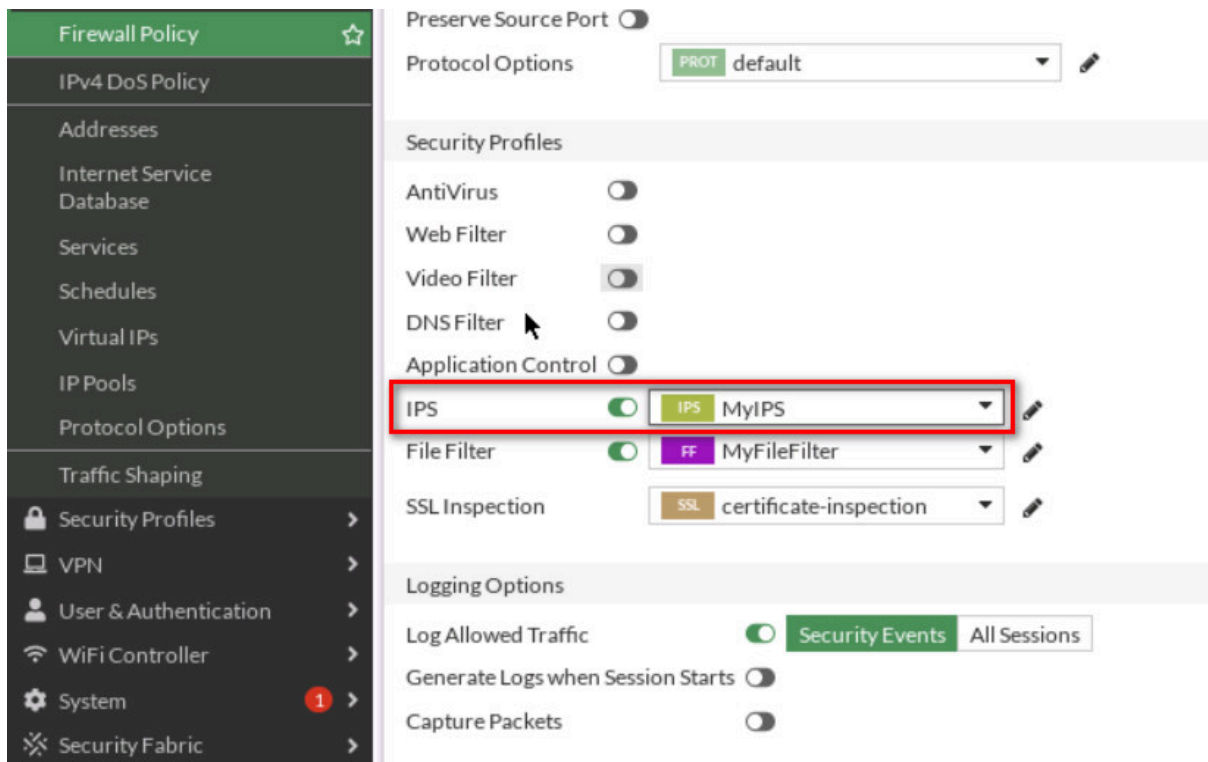 Firewall Policy
IPv4 DoS Policy
Addresses
Internet Service
Database
Services
Schedules
Virtual IPs
IP Pools
Protocol Options
Traffic Shaping
Security Profiles
VPN
User & Authentication
WiFi Controller
System 1
Security Fabric
Preserve Source Port
Protocol Options PROT default
Security Profiles
AntiVirus
Web Filter
Video Filter
DNS Filter
Application Control
IPS IPS MyIPS
File Filter FF MyFileFilter
SSL Inspection SSL certificate-inspection
Logging Options
Log Allowed Traffic Security Events All Sessions
Generate Logs when Session Starts
Capture Packets